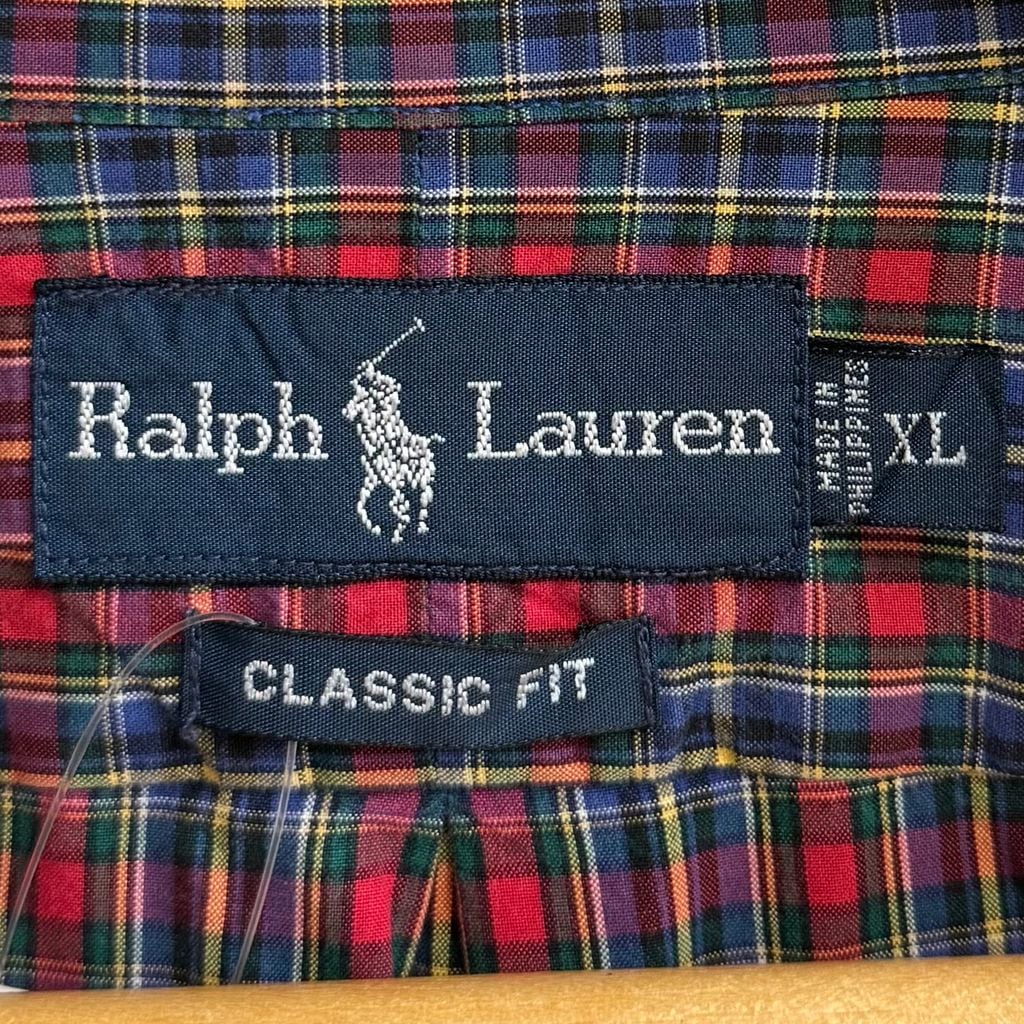 Ralph Lauren
MADE IN
PHILIPPINES
XL
CLASSIC FIT